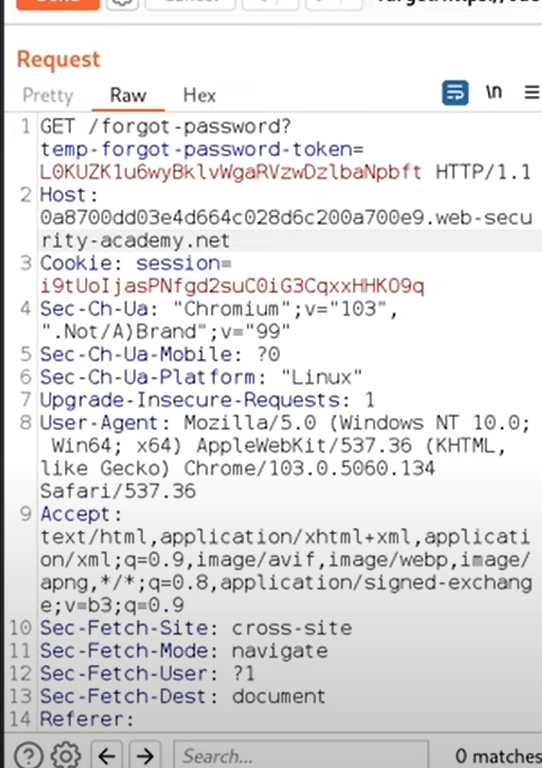 Request
Pretty Raw Hex \n
1 GET /forgot-password?
temp-forgot-password-token=
L0KUZK1u6wyBklvWgaRVzwDzlbaNpbft HTTP/1.1
2 Host:
0a8700dd03e4d664c028d6c200a700e9.web-secu
rity-academy.net
3 Cookie: session=
i9tUoIjasPNfgd2suC0iG3CqxxHHKO9q
4 Sec-Ch-Ua: "Chromium";v="103",
".Not/A)Brand";v="99"
5 Sec-Ch-Ua-Mobile: ?0
6 Sec-Ch-Ua-Platform: "Linux"
7 Upgrade-Insecure-Requests: 1
8 User-Agent: Mozilla/5.0 (Windows NT 10.0;
Win64; x64) AppleWebKit/537.36 (KHTML,
like Gecko) Chrome/103.0.5060.134
Safari/537.36
9 Accept:
text/html,application/xhtml+xml,applicati
on/xml;q=0.9,image/avif,image/webp,image/
apng,*/*;q=0.8,application/signed-exchang
e;v=b3;q=0.9
10 Sec-Fetch-Site: cross-site
11 Sec-Fetch-Mode: navigate
12 Sec-Fetch-User: ?1
13 Sec-Fetch-Dest: document
14 Referer:
Search... 0 matches